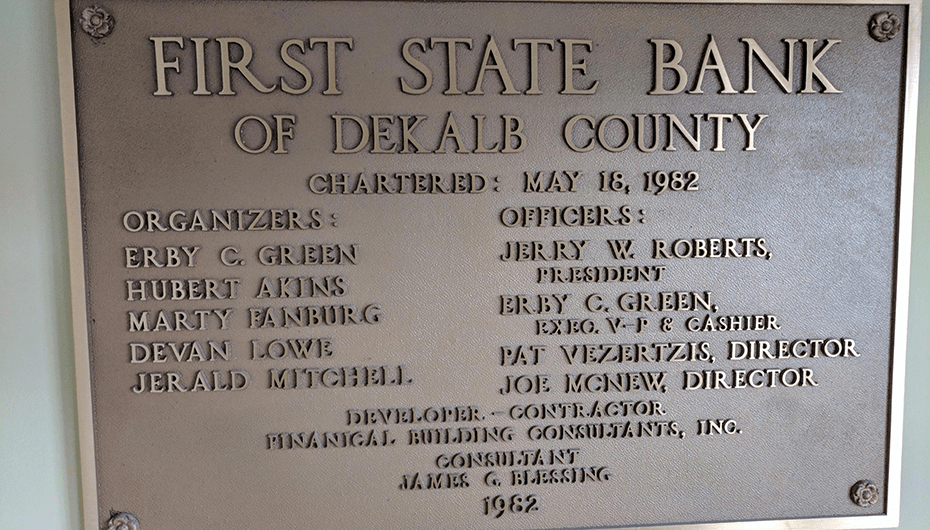 FIRST STATE BANK
OF DEKALB COUNTY
CHARTERED: MAY 18, 1982
ORGANIZERS:
ERBY C. GREEN
HUBERT AKINS
MARTY FANBURG
DEVAN LOWE
JERALD MITCHELL
OFFICERS:
JERRY W. ROBERTS,
PRESIDENT
ERBY C. GREEN,
EXEC. V-P & CASHIER
PAT VEZERTZIS, DIRECTOR
JOE MCNEW, DIRECTOR
DEVELOPER-CONTRACTOR
FINANICAL BUILDING CONSULTANTS, INC.
CONSULTANT
JAMES G. BLESSING
1982